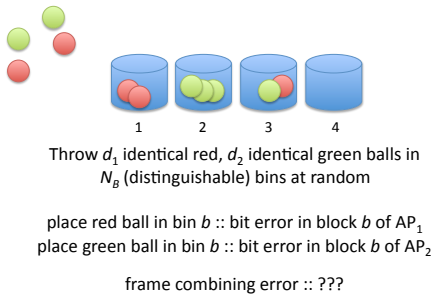 1 2 3 4
Throw d₁ identical red, d₂ identical green balls in
N_B (distinguishable) bins at random
place red ball in bin b :: bit error in block b of AP₁
place green ball in bin b :: bit error in block b of AP₂
frame combining error :: ???